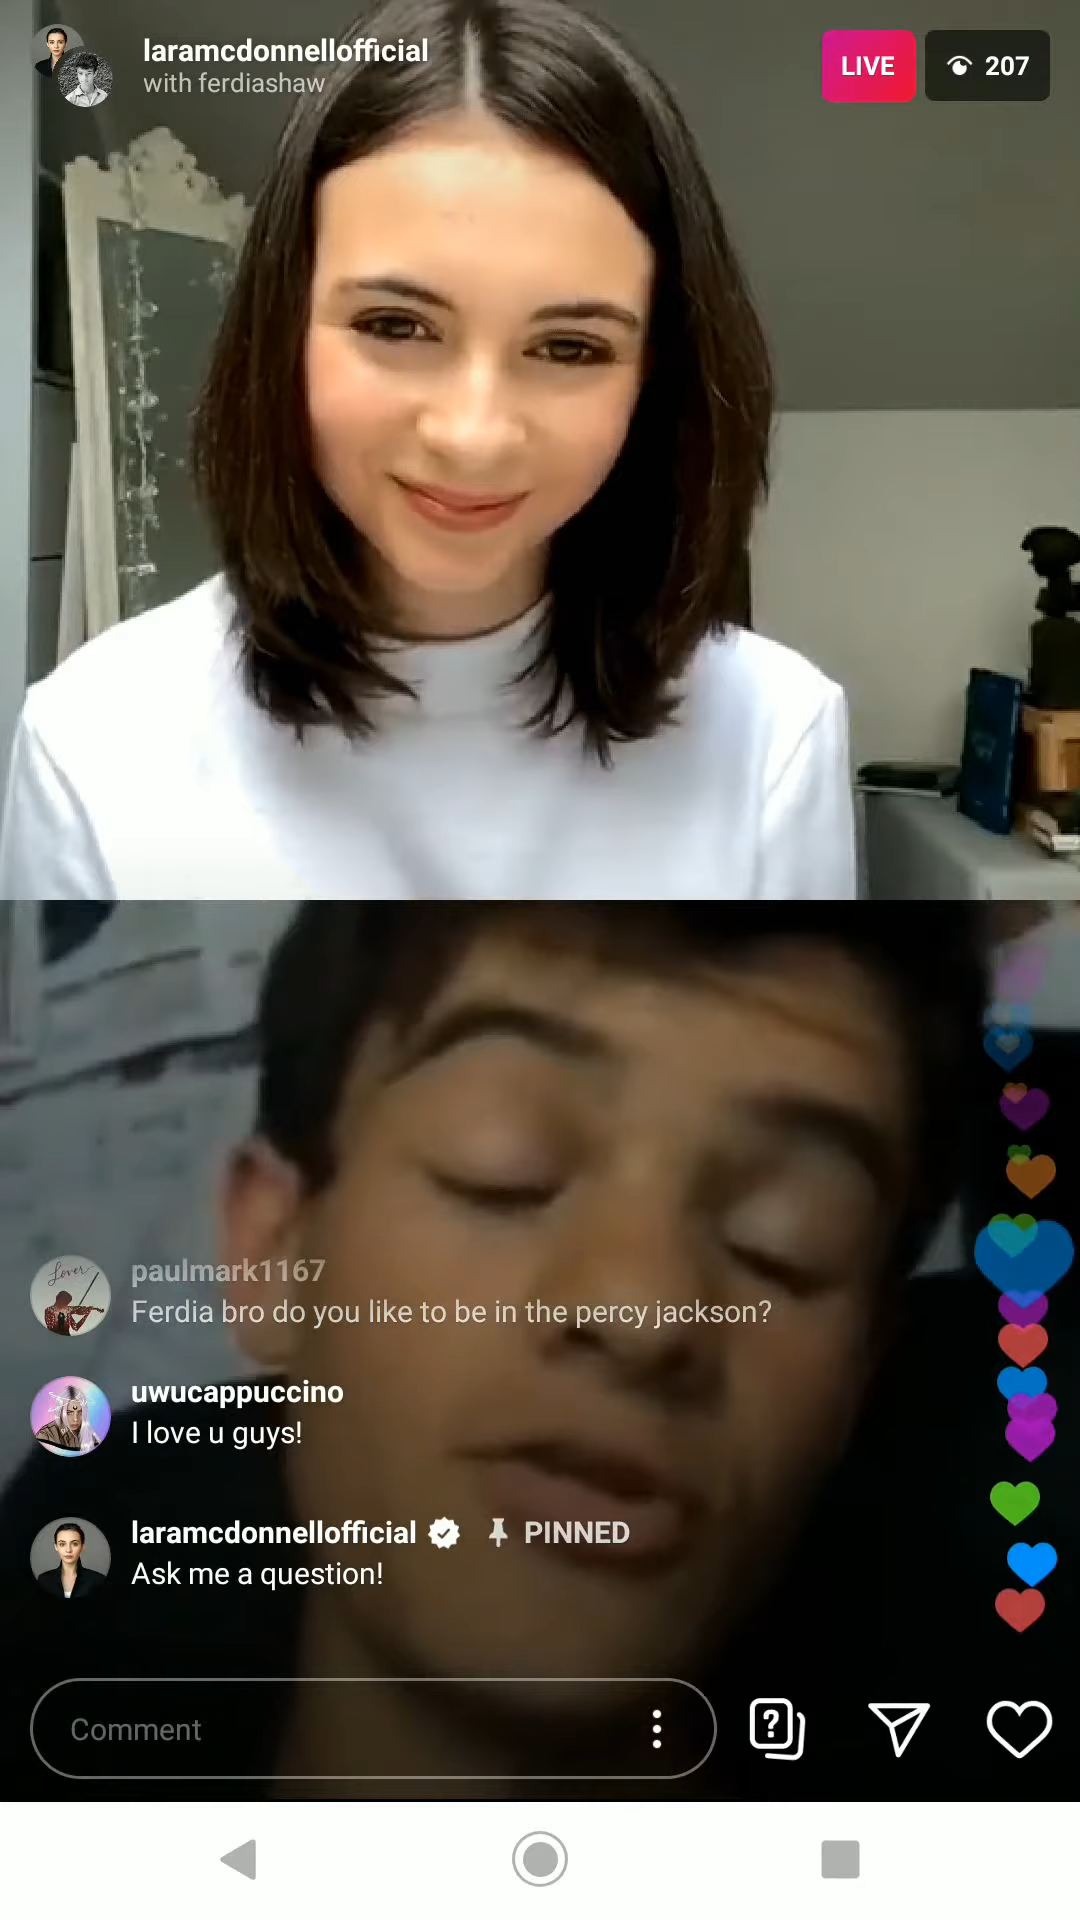 laramcdonnellofficial
with ferdiashaw
LIVE
207
Lover
paulmark1167
Ferdia bro do you like to be in the percy jackson?
uwucappuccino
I love u guys!
laramcdonnellofficial PINNED
Ask me a question!
Comment